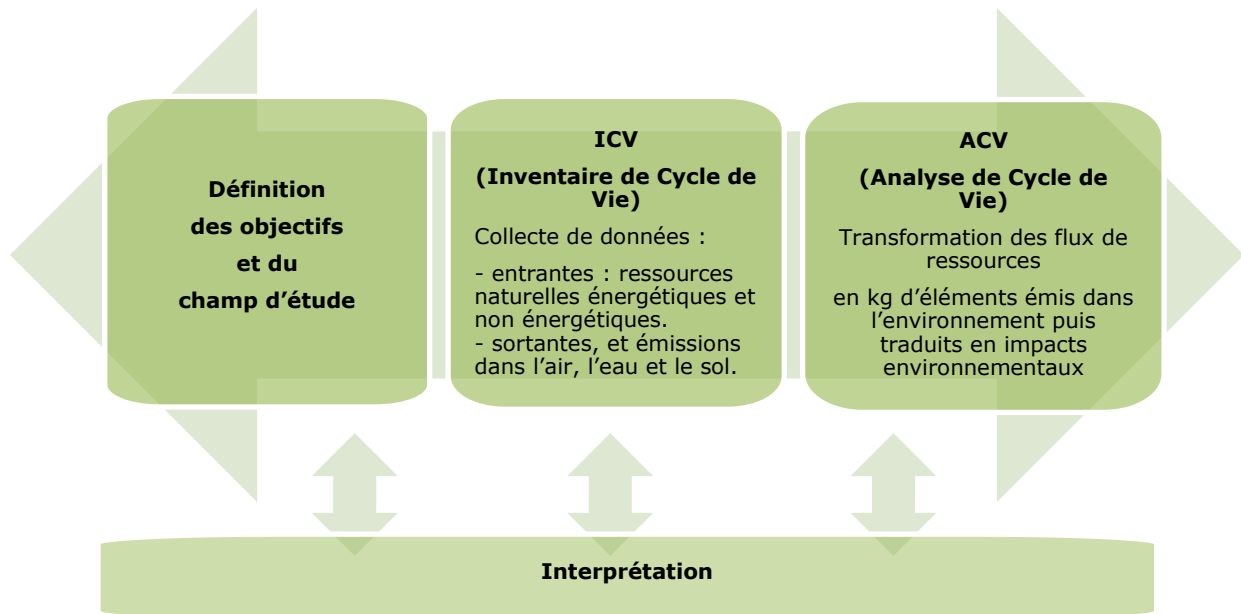 Définition
des objectifs
et du
champ d’étude
ICV
(Inventaire de Cycle de
Vie)
Collecte de données :
- entrantes : ressources
naturelles énergétiques et
non énergétiques.
- sortantes, et émissions
dans l’air, l’eau et le sol.
ACV
(Analyse de Cycle de
Vie)
Transformation des flux de
ressources
en kg d’éléments émis dans
l’environnement puis
traduits en impacts
environnementaux
Interprétation